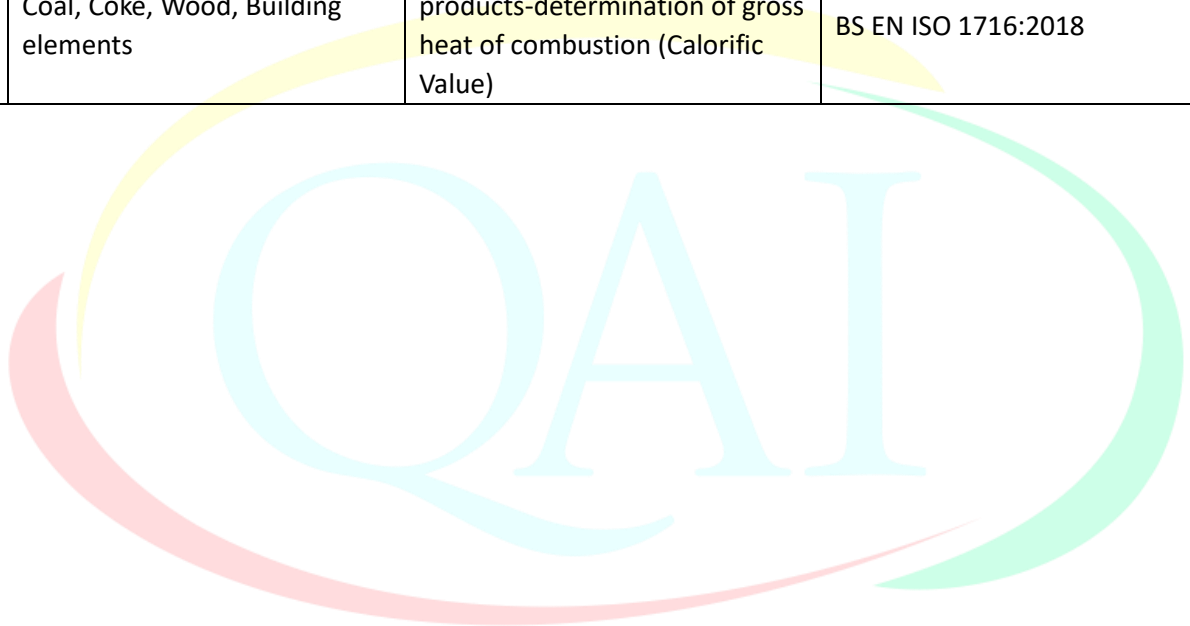 Coal, Coke, Wood, Building
elements
products-determination of gross
heat of combustion (Calorific
Value)
BS EN ISO 1716:2018
QAI